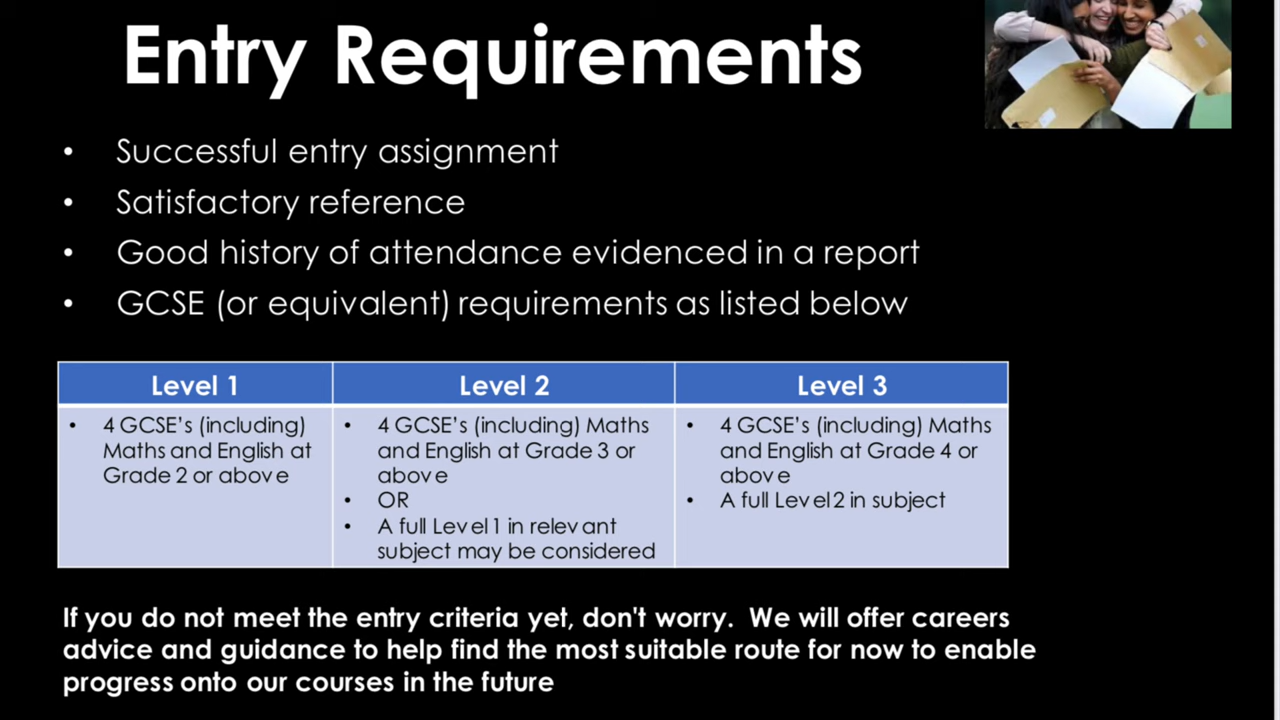 Entry Requirements
• Successful entry assignment
• Satisfactory reference
• Good history of attendance evidenced in a report
• GCSE (or equivalent) requirements as listed below
Level 1
• 4 GCSE's (including)
Maths and English at
Grade 2 or above
Level 2
• 4 GCSE's (including) Maths
and English at Grade 3 or
above
• OR
• A full Level 1 in relevant
subject may be considered
Level 3
• 4 GCSE's (including) Maths
and English at Grade 4 or
above
• A full Level 2 in subject
If you do not meet the entry criteria yet, don't worry. We will offer careers
advice and guidance to help find the most suitable route for now to enable
progress onto our courses in the future